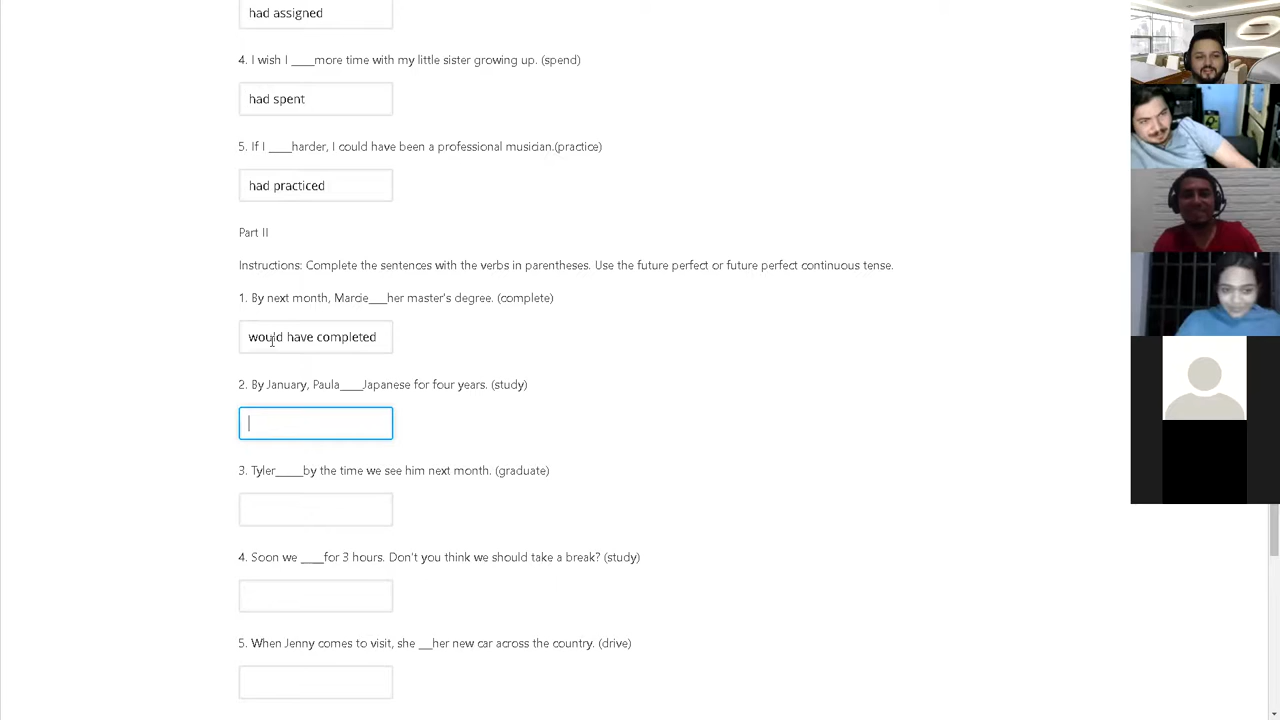 had assigned
4. I wish I ____more time with my little sister growing up. (spend)
had spent
5. If I ____harder, I could have been a professional musician.(practice)
had practiced
Part II
Instructions: Complete the sentences with the verbs in parentheses. Use the future perfect or future perfect continuous tense.
1. By next month, Marcie___her master's degree. (complete)
would have completed
2. By January, Paula____Japanese for four years. (study)
3. Tyler_____by the time we see him next month. (graduate)
4. Soon we ____for 3 hours. Don't you think we should take a break? (study)
5. When Jenny comes to visit, she __her new car across the country. (drive)